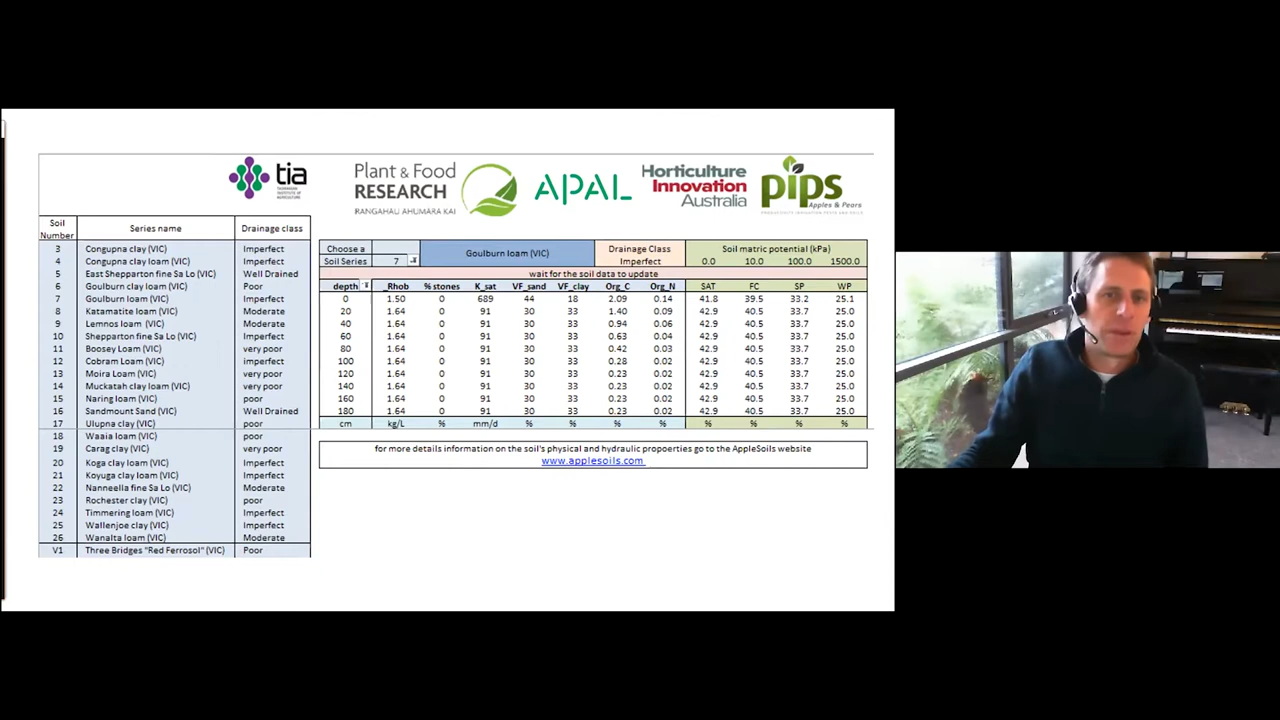 tia
TASMANIAN INSTITUTE OF AGRICULTURE
Plant & Food
RESEARCH
RANGAHAU AHUMARA KAI
APAL
Horticulture
Innovation
Australia
pips
Apples & Pears
Soil Number Series name Drainage class
3 Congupna clay (VIC) Imperfect
4 Congupna clay loam (VIC) Imperfect
5 East Shepparton fine Sa Lo (VIC) Well Drained
6 Goulburn clay loam (VIC) Poor
7 Goulburn loam (VIC) Imperfect
8 Katamatite loam (VIC) Moderate
9 Lemnos loam (VIC) Moderate
10 Shepparton fine Sa Lo (VIC) Imperfect
11 Boosey Loam (VIC) very poor
12 Cobram Loam (VIC) imperfect
13 Moira Loam (VIC) very poor
14 Muckatah clay loam (VIC) very poor
15 Naring loam (VIC) poor
16 Sandmount Sand (VIC) Well Drained
17 Ulupna clay (VIC) poor
18 Waaia loam (VIC) poor
19 Carag clay (VIC) very poor
20 Koga clay loam (VIC) Imperfect
21 Koyuga clay loam (VIC) Imperfect
22 Nanneella fine Sa Lo (VIC) Moderate
23 Rochester clay (VIC) poor
24 Timmering loam (VIC) Imperfect
25 Wallenjoe clay (VIC) Imperfect
26 Wanalta loam (VIC) Moderate
V1 Three Bridges "Red Ferrosol" (VIC) Poor
Choose a Goulburn loam (VIC) Drainage Class Soil matric potential (kPa)
Soil Series 7 Imperfect 0.0 10.0 100.0 1500.0
wait for the soil data to update
depth _Rhob % stones K_sat VF_sand VF_clay Org_C Org_N SAT FC SP WP
0 1.50 0 689 44 18 2.09 0.14 41.8 39.5 33.2 25.1
20 1.64 0 91 30 33 1.40 0.09 42.9 40.5 33.7 25.0
40 1.64 0 91 30 33 0.94 0.06 42.9 40.5 33.7 25.0
60 1.64 0 91 30 33 0.63 0.04 42.9 40.5 33.7 25.0
80 1.64 0 91 30 33 0.42 0.03 42.9 40.5 33.7 25.0
100 1.64 0 91 30 33 0.28 0.02 42.9 40.5 33.7 25.0
120 1.64 0 91 30 33 0.23 0.02 42.9 40.5 33.7 25.0
140 1.64 0 91 30 33 0.23 0.02 42.9 40.5 33.7 25.0
160 1.64 0 91 30 33 0.23 0.02 42.9 40.5 33.7 25.0
180 1.64 0 91 30 33 0.23 0.02 42.9 40.5 33.7 25.0
cm kg/L % mm/d % % % % % % % %
for more details information on the soil's physical and hydraulic propoerties go to the AppleSoils website
www.applesoils.com